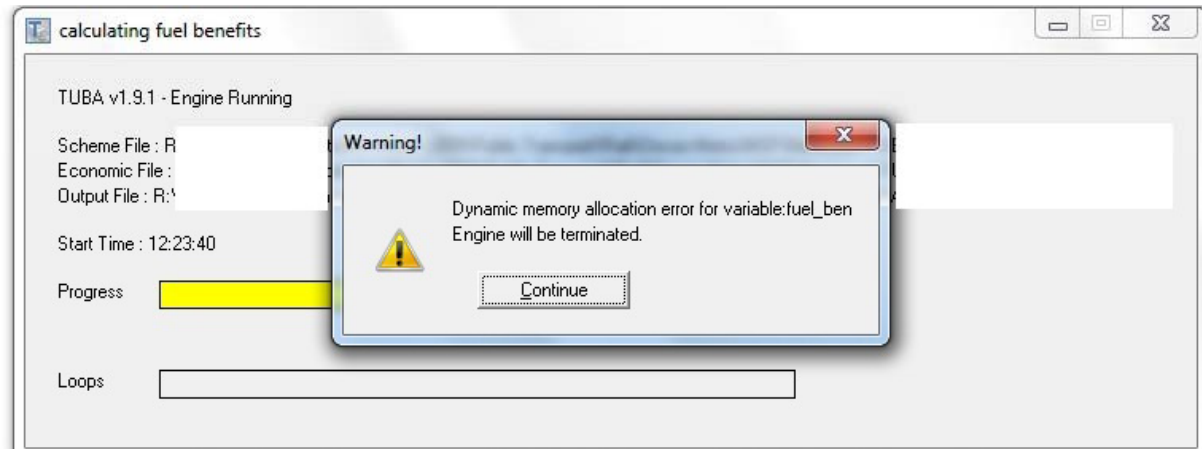 calculating fuel benefits
TUBA v1.9.1 - Engine Running
Scheme File : R
Economic File :
Output File : R:\
Warning!
Dynamic memory allocation error for variable:fuel_ben
Engine will be terminated.
Continue
Start Time : 12:23:40
Progress
Loops